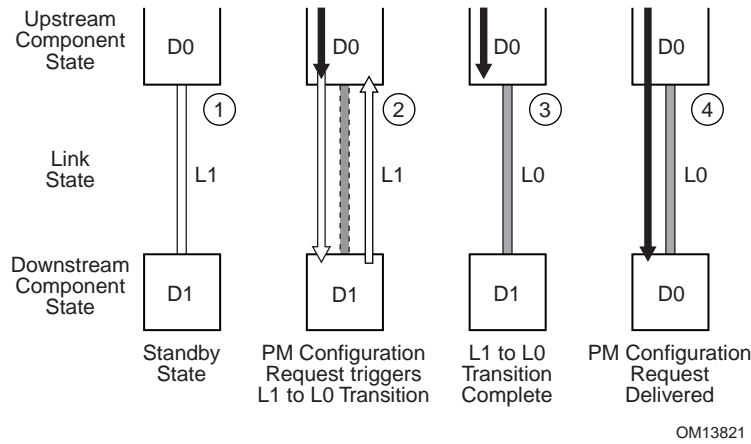 Upstream
Component
State
D0
D0
D0
D0
1
2
3
4
Link
State
L1
L1
L0
L0
Downstream
Component
State
D1
D1
D1
D0
Standby
State
PM Configuration
Request triggers
L1 to L0 Transition
L1 to L0
Transition
Complete
PM Configuration
Request
Delivered
OM13821